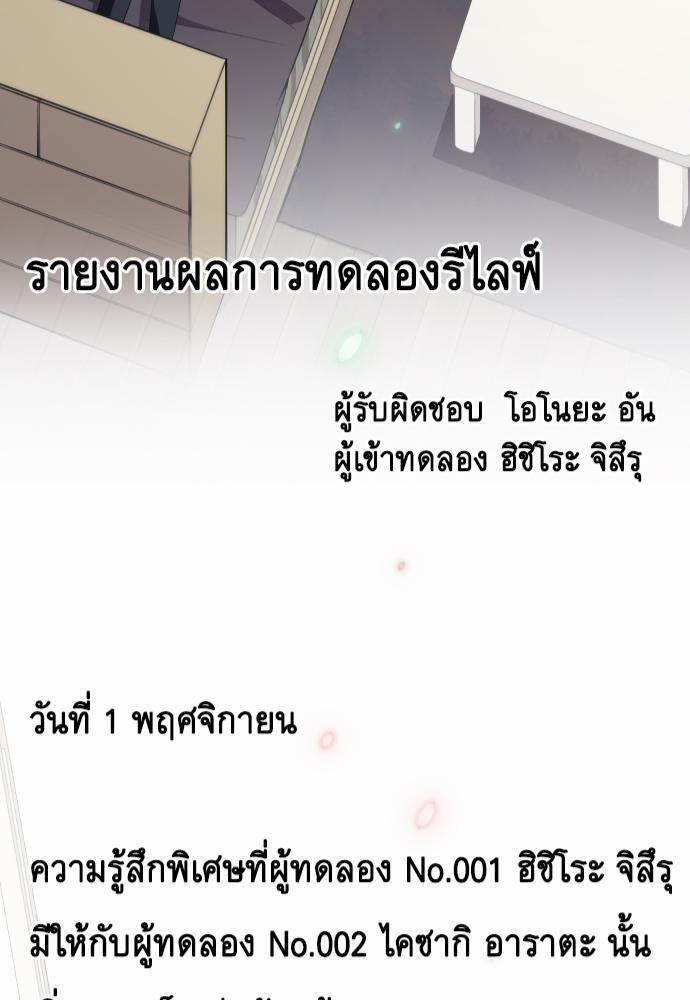 รายงานผลการทดลองรีไลฟ์
ผู้รับผิดชอบ โอโนยะ อัน
ผู้เข้าทดลอง ฮิชิโระ จิสึรุ
วันที่ 1 พฤศจิกายน
ความรู้สึกพิเศษที่ผู้ทดลอง No.001 ฮิชิโระ จิสึรุ
มีให้กับผู้ทดลอง No.002 ไคซากิ อาราตะ นั้น